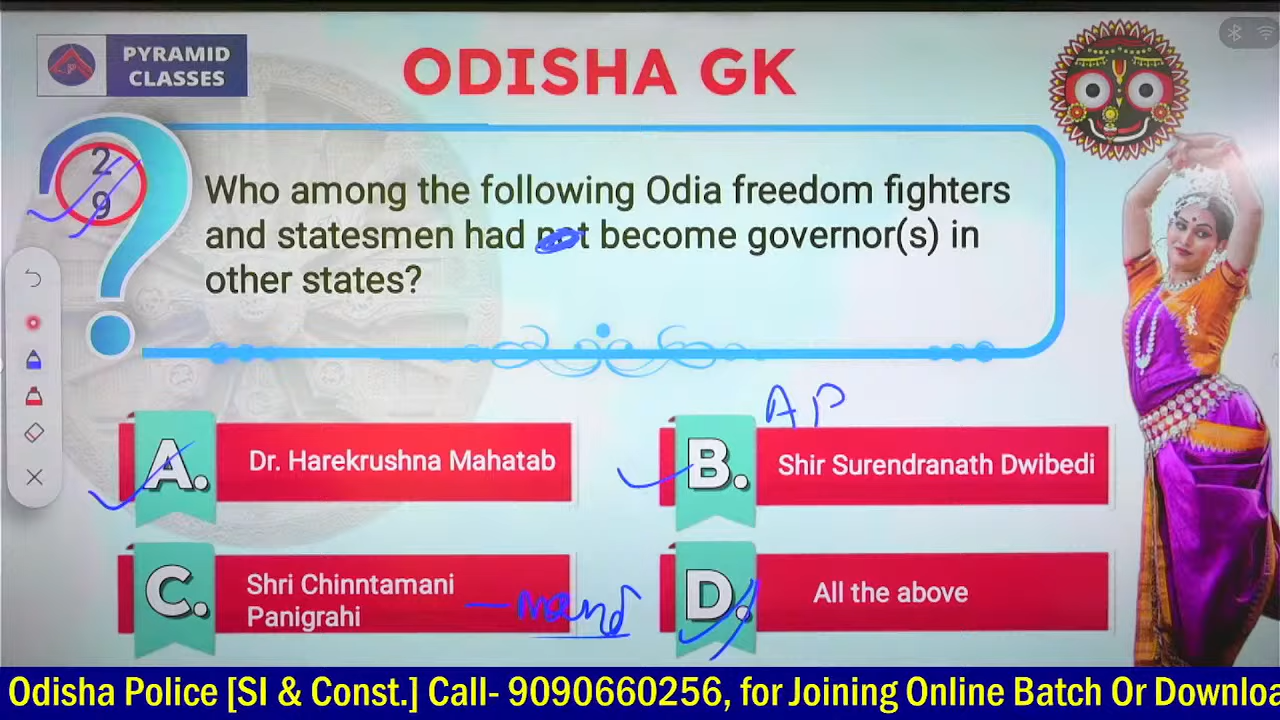 PYRAMID
CLASSES
ODISHA GK
29
Who among the following Odia freedom fighters
and statesmen had not become governor(s) in
other states?
AP
A. Dr. Harekrushna Mahatab
B. Shir Surendranath Dwibedi
C. Shri Chinntamani
Panigrahi
D. All the above
Odisha Police [SI & Const.] Call- 9090660256, for Joining Online Batch Or Downloa